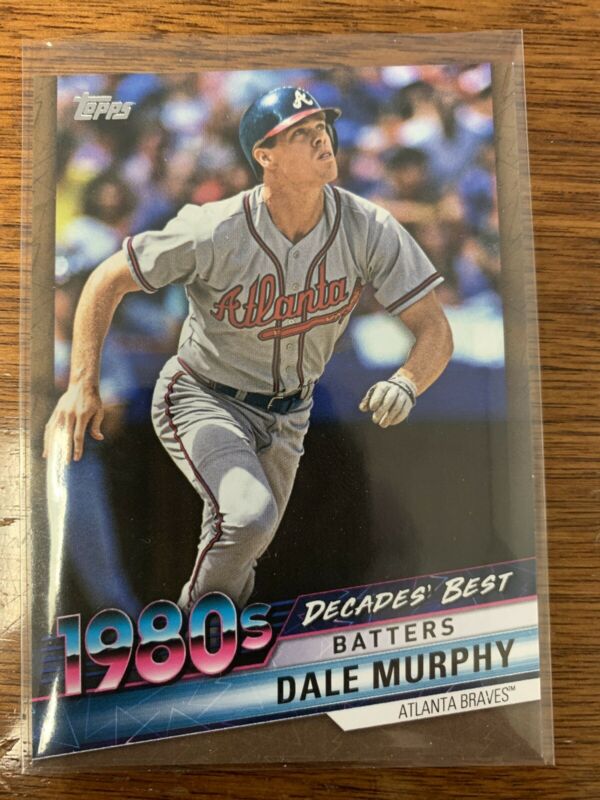 Topps
A
Atlanta
1980s
DECADES' BEST
BATTERS
DALE MURPHY
ATLANTA BRAVES™